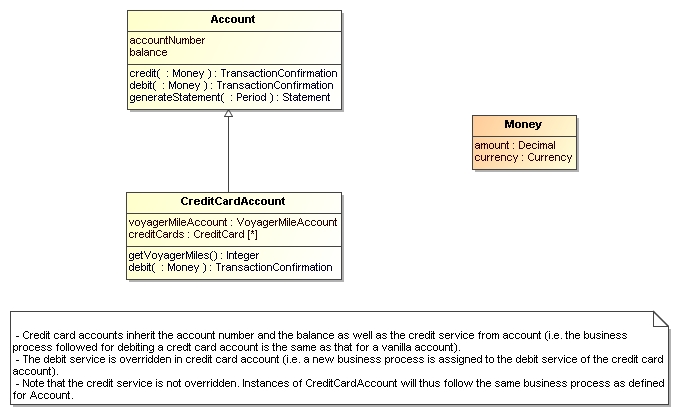 Account
accountNumber
balance
credit( : Money ) : TransactionConfirmation
debit( : Money ) : TransactionConfirmation
generateStatement( : Period ) : Statement
Money
amount : Decimal
currency : Currency
CreditCardAccount
voyagerMileAccount : VoyagerMileAccount
creditCards : CreditCard [*]
getVoyagerMiles() : Integer
debit( : Money ) : TransactionConfirmation
- Credit card accounts inherit the account number and the balance as well as the credit service from account (i.e. the business
process followed for debiting a credt card account is the same as that for a vanilla account).
- The debit service is overridden in credit card account (i.e. a new business process is assigned to the debit service of the credit card
account).
- Note that the credit service is not overridden. Instances of CreditCardAccount will thus follow the same business process as defined
for Account.